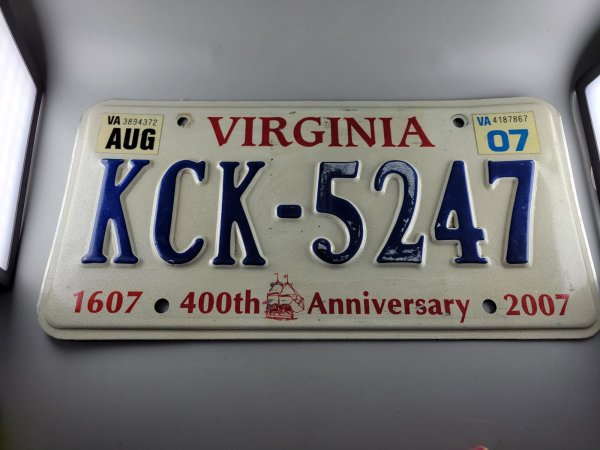 VA 3894372
AUG
VIRGINIA
VA 4187867
07
KCK-5247
1607 • 400th Anniversary • 2007